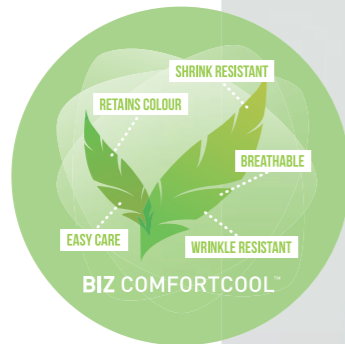 SHRINK RESISTANT
RETAINS COLOUR
BREATHABLE
EASY CARE
WRINKLE RESISTANT
BIZ COMFORTCOOL™